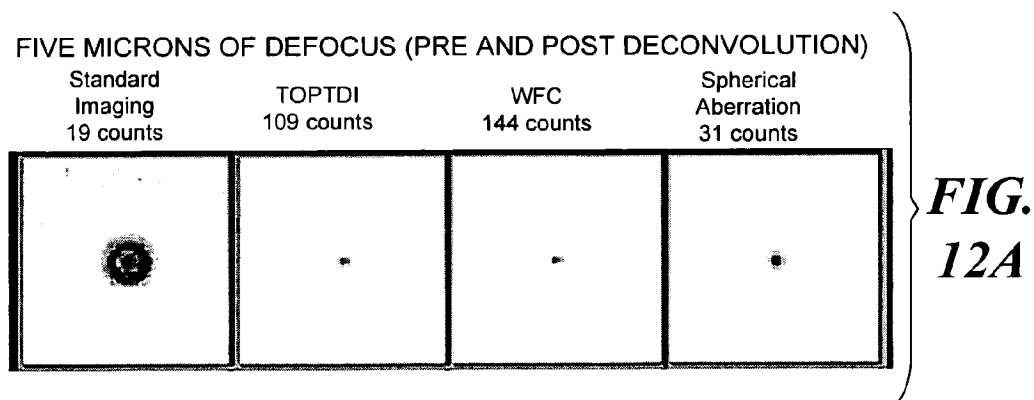 FIVE MICRONS OF DEFOCUS (PRE AND POST DECONVOLUTION)
Standard
Imaging
19 counts
TOPTDI
109 counts
WFC
144 counts
Spherical
Aberration
31 counts
FIG.
12A